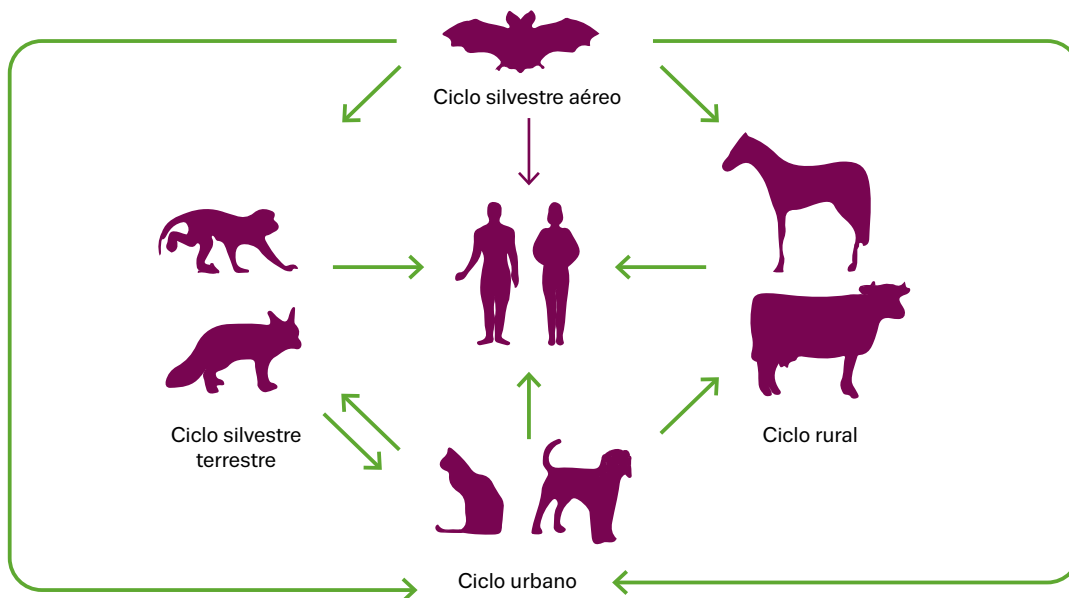 Ciclo silvestre aéreo
Ciclo silvestre
terrestre
Ciclo rural
Ciclo urbano